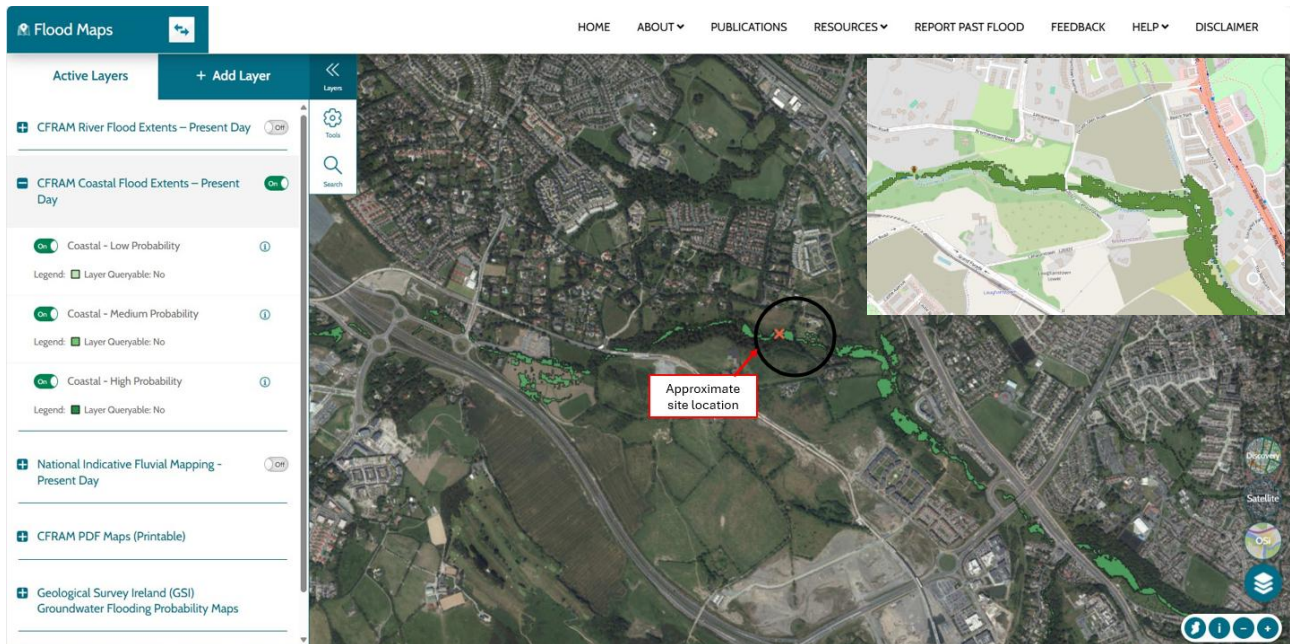 Flood Maps
HOME
ABOUT
PUBLICATIONS
RESOURCES
REPORT PAST FLOOD
FEEDBACK
HELP
DISCLAIMER
Active Layers
+ Add Layer
Layers
Tools
Search
CFRAM River Flood Extents – Present Day
Off
CFRAM Coastal Flood Extents – Present
Day
On
On
Coastal - Low Probability
Legend:
Layer Queryable: No
On
Coastal - Medium Probability
Legend:
Layer Queryable: No
On
Coastal - High Probability
Legend:
Layer Queryable: No
National Indicative Fluvial Mapping -
Present Day
Off
CFRAM PDF Maps (Printable)
Geological Survey Ireland (GSI)
Groundwater Flooding Probability Maps
Approximate
site location
Discovery
Satellite
OSi